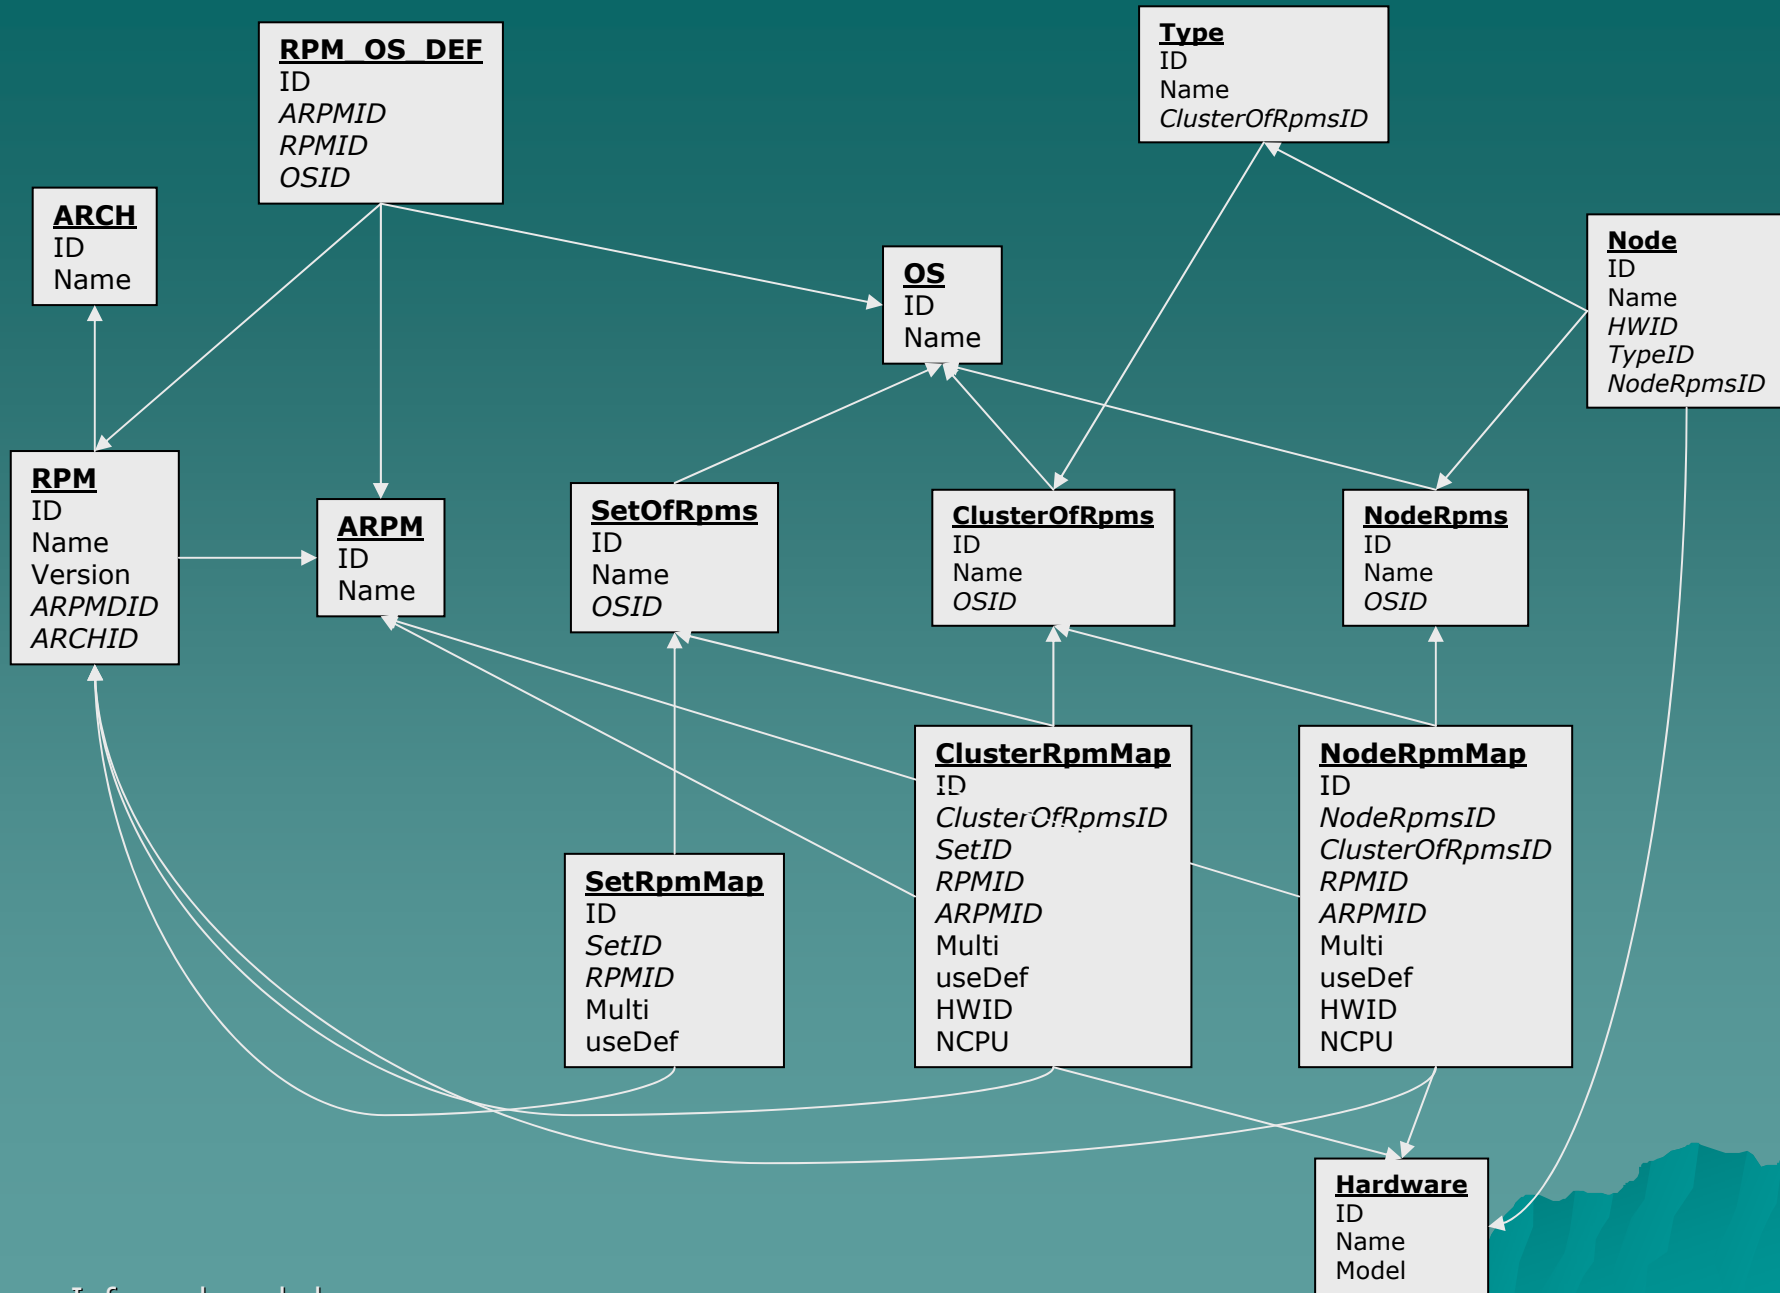 RPM_OS_DEF
ID
ARPMID
RPMID
OSID
Type
ID
Name
ClusterOfRpmsID
ARCH
ID
Name
OS
ID
Name
Node
ID
Name
HWID
TypeID
NodeRpmsID
RPM
ID
Name
Version
ARPMDID
ARCHID
ARPM
ID
Name
SetOfRpms
ID
Name
OSID
ClusterOfRpms
ID
Name
OSID
NodeRpms
ID
Name
OSID
SetRpmMap
ID
SetID
RPMID
Multi
useDef
ClusterRpmMap
ID
ClusterOfRpmsID
SetID
RPMID
ARPMID
Multi
useDef
HWID
NCPU
NodeRpmMap
ID
NodeRpmsID
ClusterOfRpmsID
RPMID
ARPMID
Multi
useDef
HWID
NCPU
Hardware
ID
Name
Model